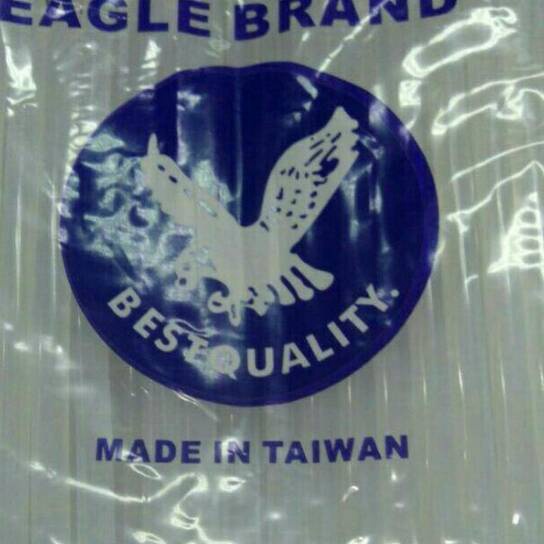 EAGLE BRAND
BEST QUALITY.
MADE IN TAIWAN